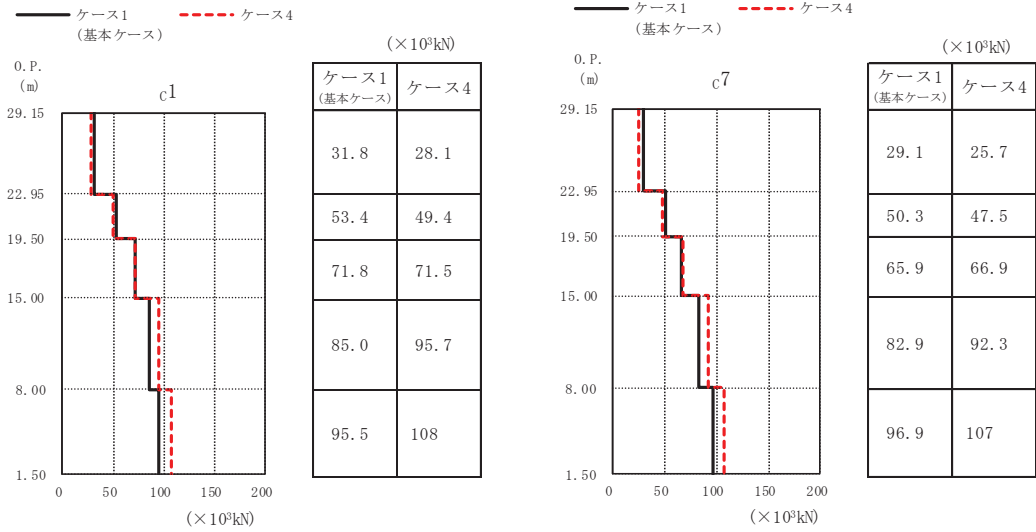 ケース1
(基本ケース)
ケース4
(×10³kN)
O.P.
(m)
C1
29.15
22.95
19.50
15.00
8.00
1.50
0 50 100 150 200
(×10³kN)
ケース1
(基本ケース)
ケース4
31.8 28.1
53.4 49.4
71.8 71.5
85.0 95.7
95.5 108
ケース1
(基本ケース)
ケース4
(×10³kN)
O.P.
(m)
C7
29.15
22.95
19.50
15.00
8.00
1.50
0 50 100 150 200
(×10³kN)
ケース1
(基本ケース)
ケース4
29.1 25.7
50.3 47.5
65.9 66.9
82.9 92.3
96.9 107